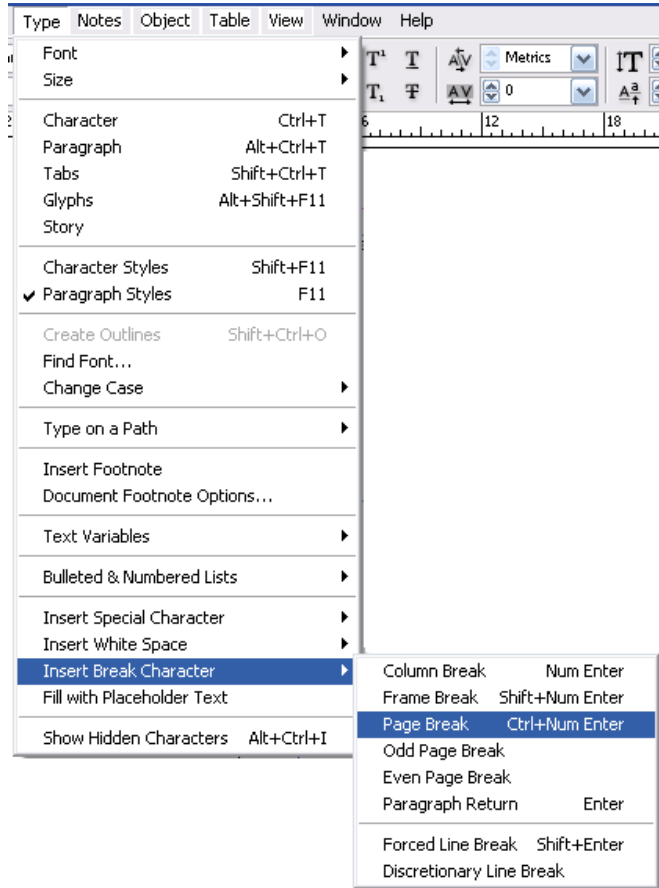 Type Notes Object Table View Window Help
Font
Size
Character Ctrl+T
Paragraph Alt+Ctrl+T
Tabs Shift+Ctrl+T
Glyphs Alt+Shift+F11
Story
Character Styles Shift+F11
Paragraph Styles F11
Create Outlines Shift+Ctrl+O
Find Font...
Change Case
Type on a Path
Insert Footnote
Document Footnote Options...
Text Variables
Bulleted & Numbered Lists
Insert Special Character
Insert White Space
Insert Break Character
Fill with Placeholder Text
Show Hidden Characters Alt+Ctrl+I
Metrics
0
12 18
Column Break Num Enter
Frame Break Shift+Num Enter
Page Break Ctrl+Num Enter
Odd Page Break
Even Page Break
Paragraph Return Enter
Forced Line Break Shift+Enter
Discretionary Line Break